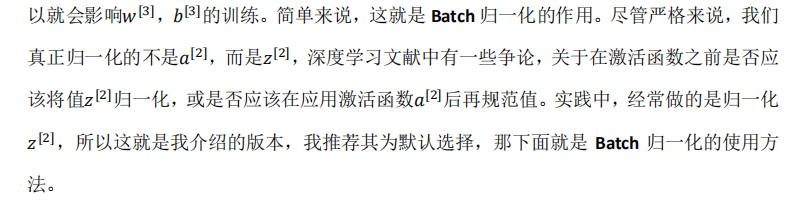 以就会影响𝑤[3]，𝑏[3]的训练。简单来说，这就是 Batch 归一化的作用。尽管严格来说，我们
真正归一化的不是𝑎[2]，而是𝑧[2]，深度学习文献中有一些争论，关于在激活函数之前是否应
该将值𝑧[2]归一化，或是否应该在应用激活函数𝑎[2]后再规范值。实践中，经常做的是归一化
𝑧[2]，所以这就是我介绍的版本，我推荐其为默认选择，那下面就是 Batch 归一化的使用方
法。